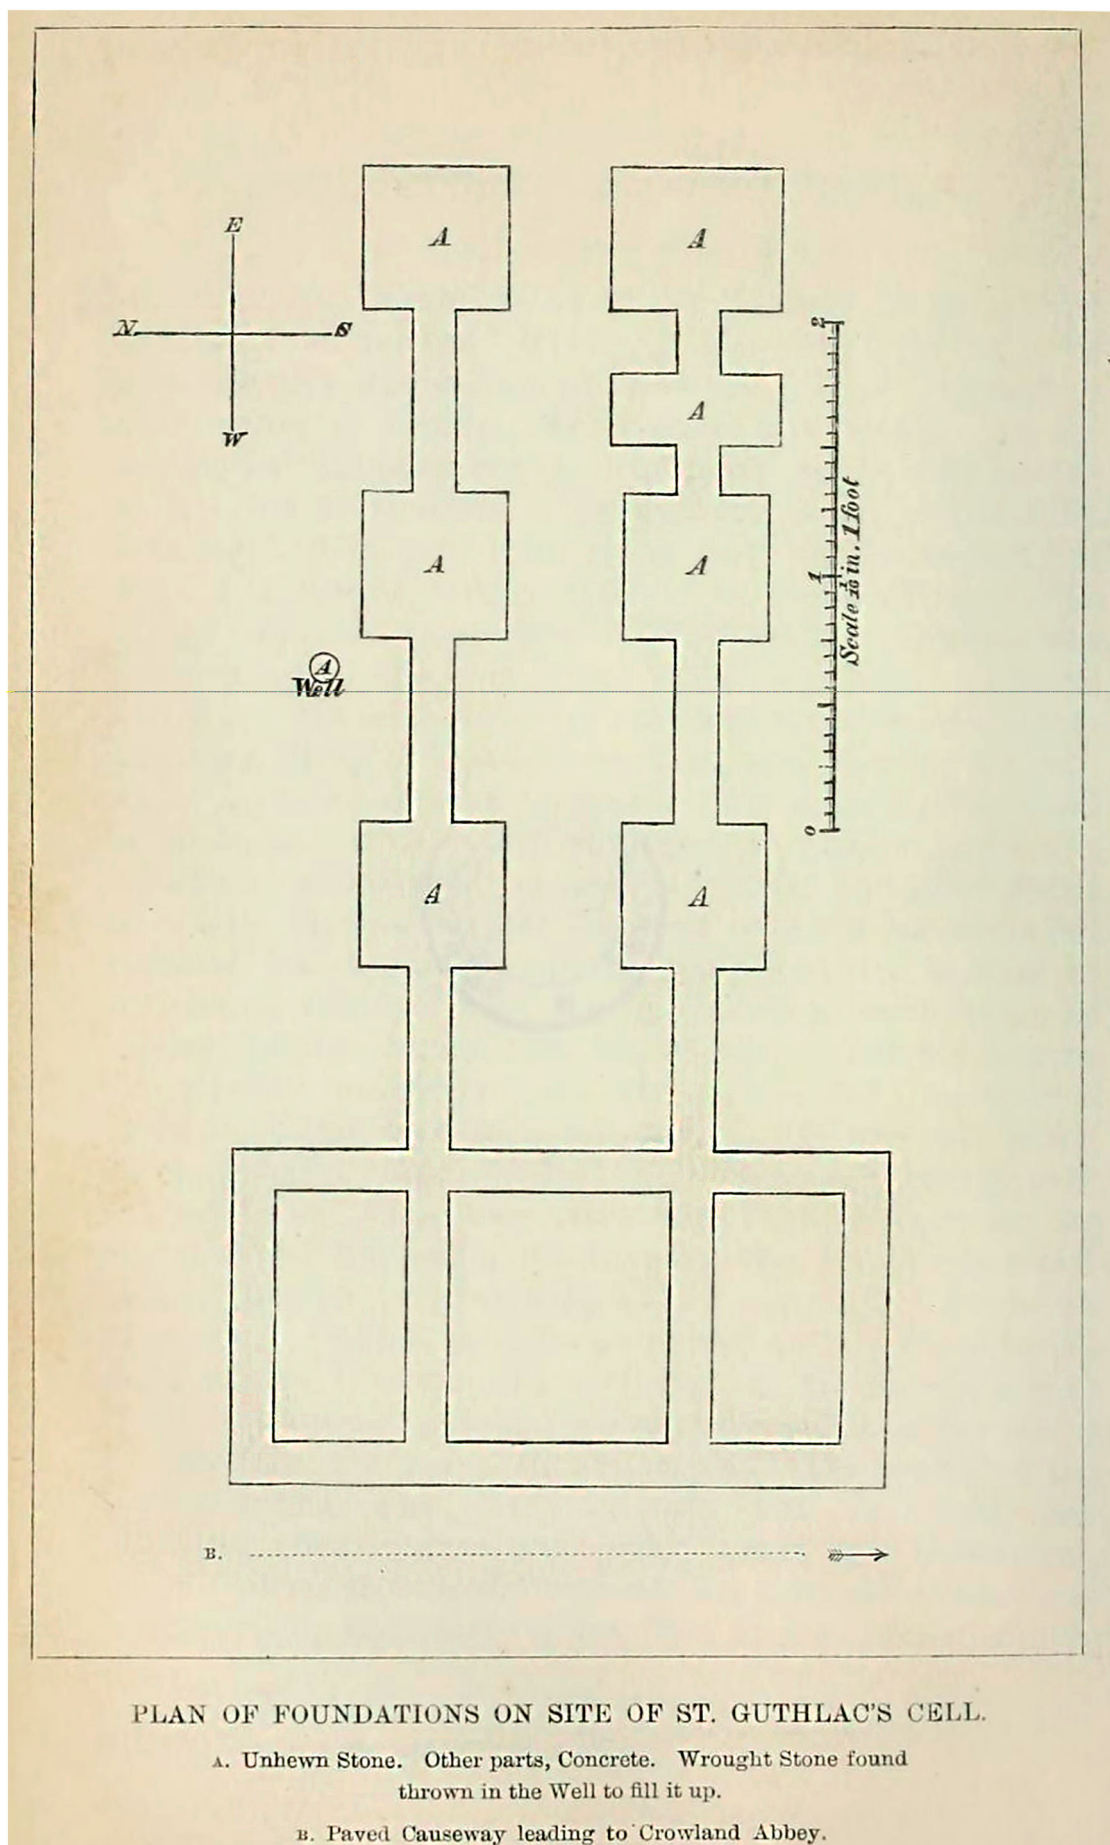 E
N S
W
A A
A
A A
A
Well
A A
2
1
0
Scale 1/10 in. 1 foot
B.
PLAN OF FOUNDATIONS ON SITE OF ST. GUTHLAC'S CELL.
A. Unhewn Stone. Other parts, Concrete. Wrought Stone found
thrown in the Well to fill it up.
B. Paved Causeway leading to Crowland Abbey.